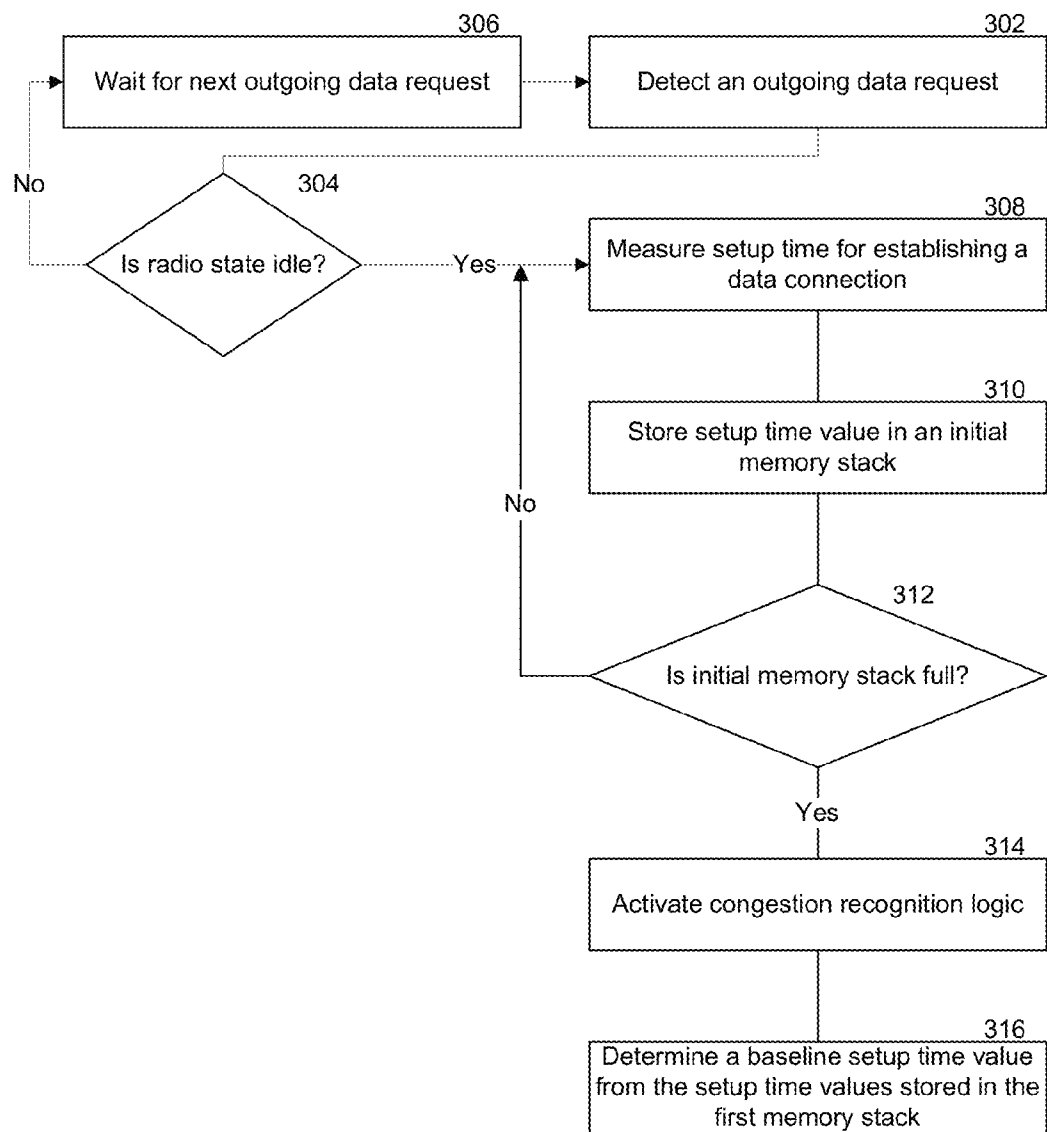 306
Wait for next outgoing data request
302
Detect an outgoing data request
No
304
Is radio state idle?
Yes
308
Measure setup time for establishing a
data connection
310
Store setup time value in an initial
memory stack
No
312
Is initial memory stack full?
Yes
314
Activate congestion recognition logic
316
Determine a baseline setup time value
from the setup time values stored in the
first memory stack